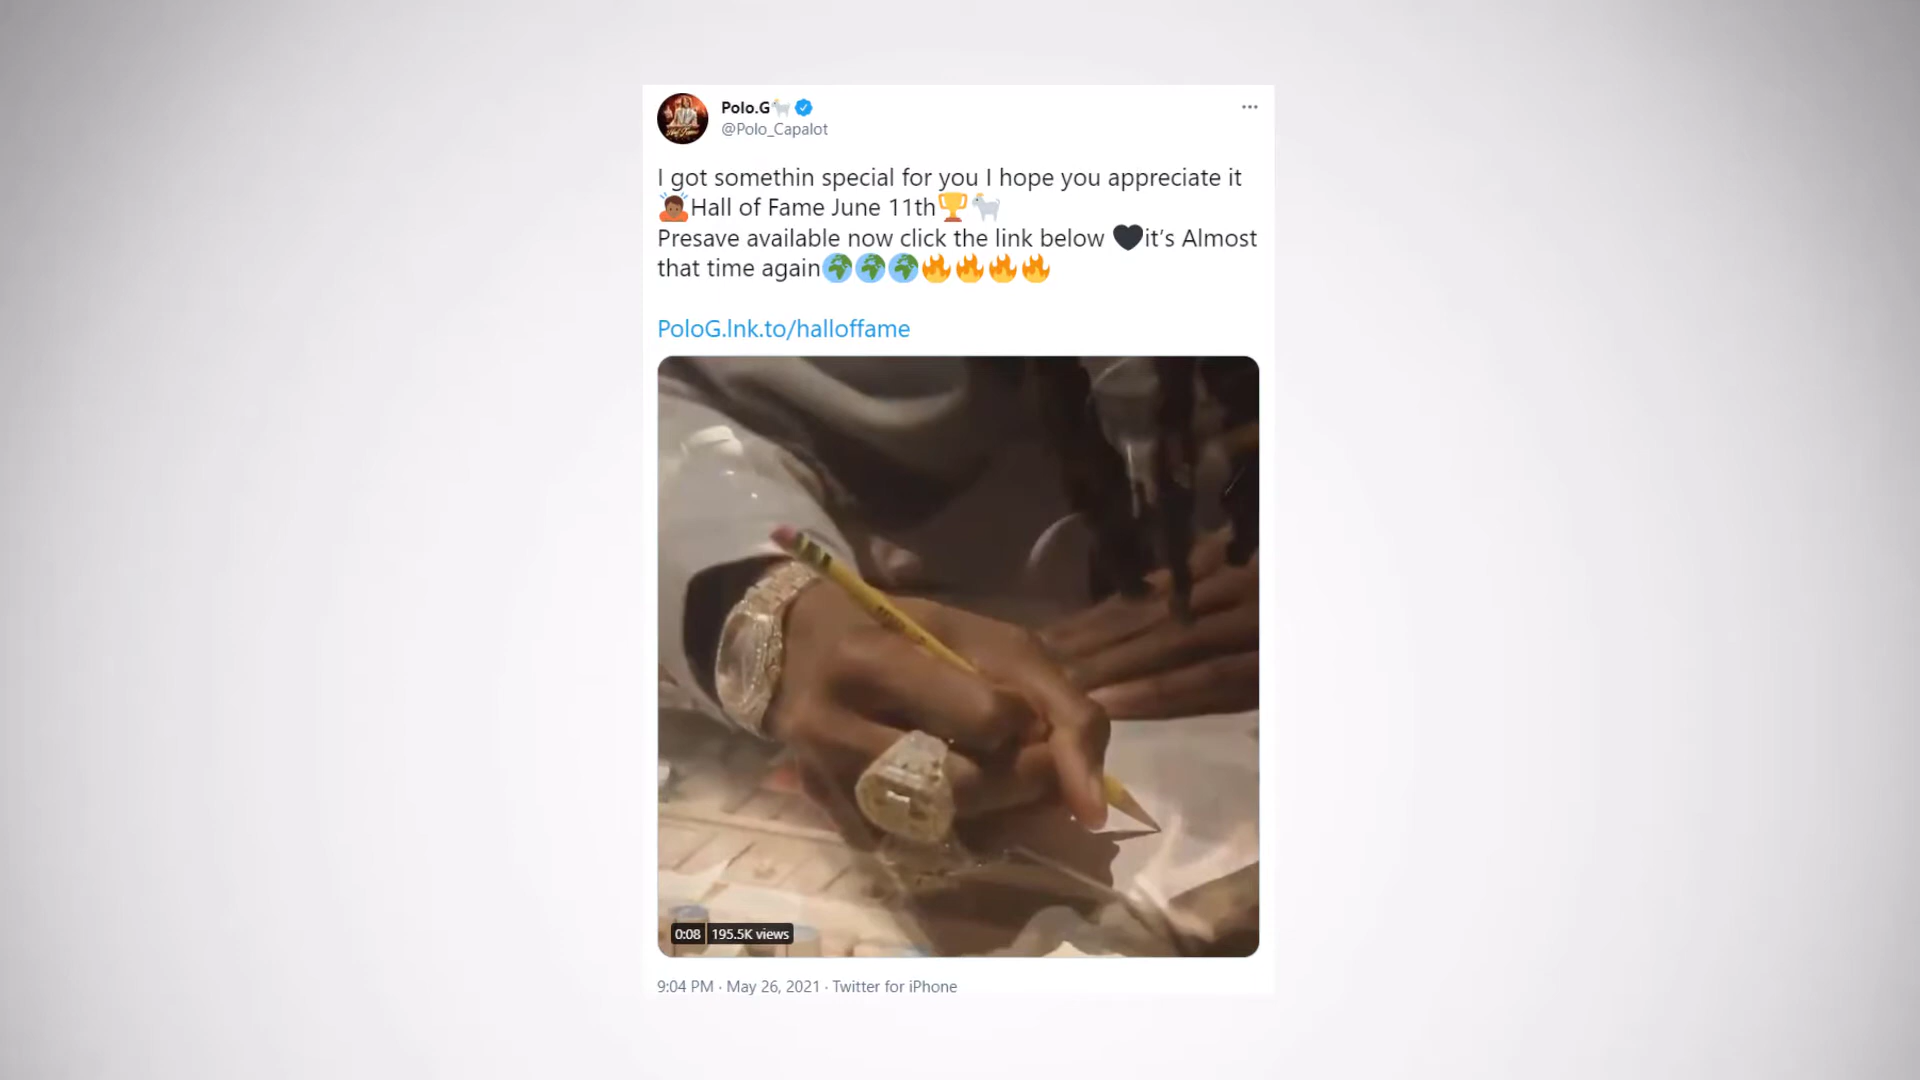 Polo.G🐐
@Polo_Capalot
I got somethin special for you I hope you appreciate it
🙇🏾Hall of Fame June 11th🏆🐐
Presave available now click the link below 🖤it’s Almost
that time again🌍🌍🌍🔥🔥🔥🔥
PoloG.lnk.to/halloffame
0:08 195.5K views
9:04 PM · May 26, 2021 · Twitter for iPhone